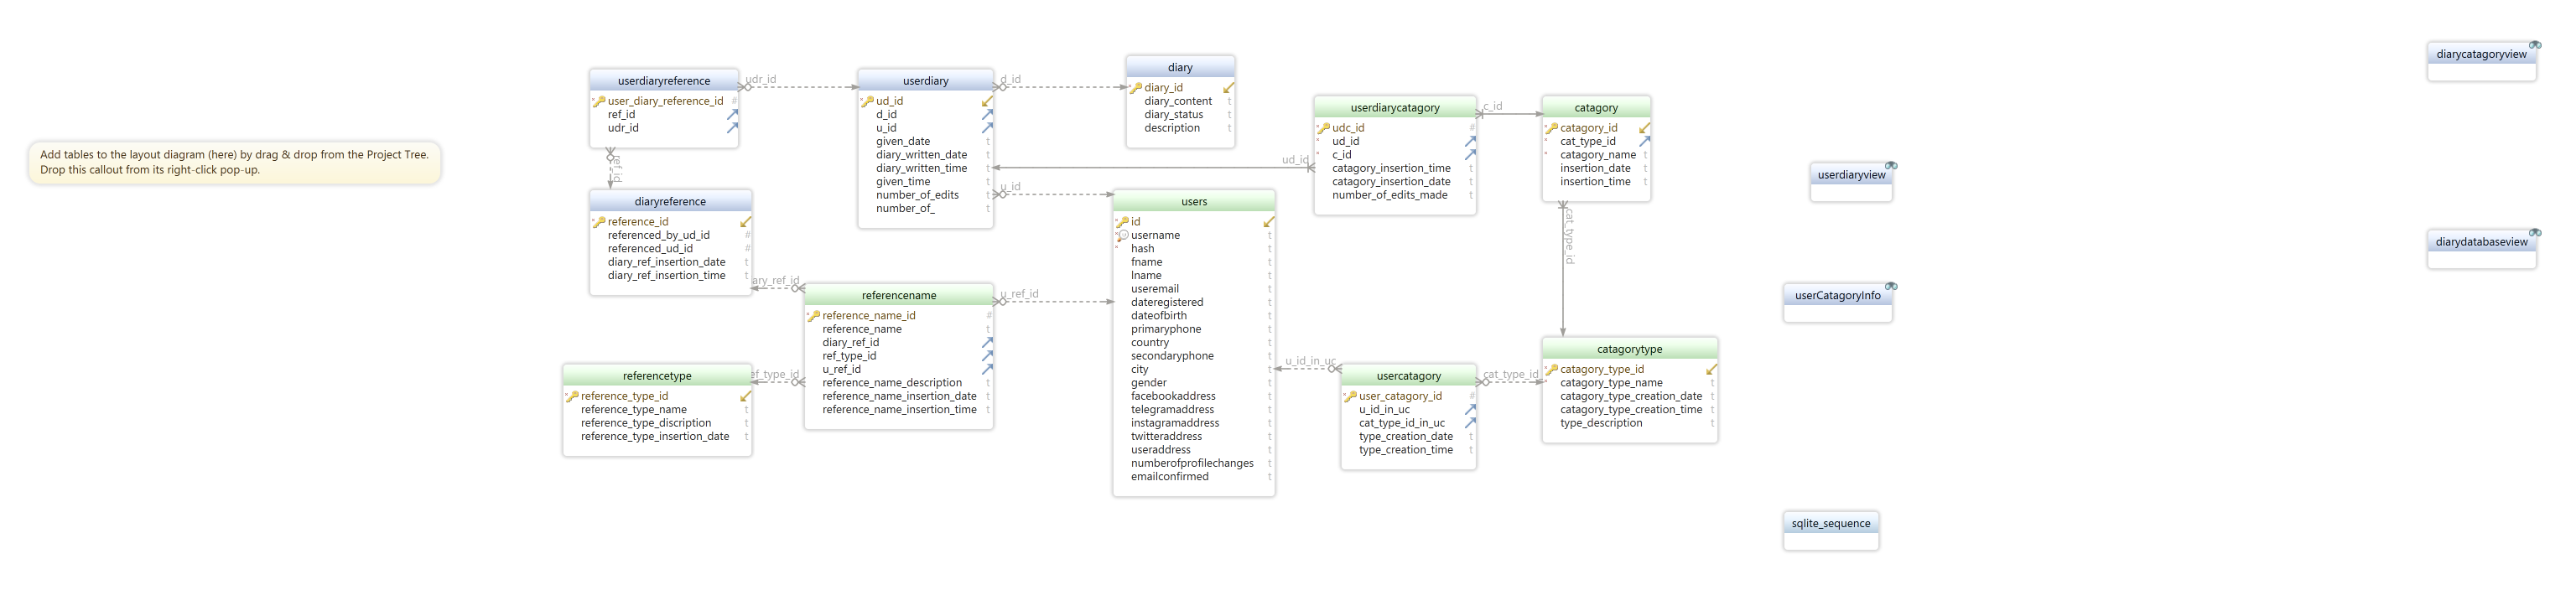 Add tables to the layout diagram (here) by drag & drop from the Project Tree.
Drop this callout from its right-click pop-up.
userdiaryreference
user_diary_reference_id #
ref_id
udr_id
udr_id
ref_id
userdiary
ud_id
d_id
u_id
given_date t
diary_written_date t
diary_written_time t
given_time t
number_of_edits t
number_of_ t
d_id
u_id
diary
diary_id
diary_content t
diary_status t
description t
diaryreference
reference_id
referenced_by_ud_id #
referenced_ud_id #
diary_ref_insertion_date t
diary_ref_insertion_time t
ary_ref_id
referencename
reference_name_id #
reference_name t
diary_ref_id
ref_type_id
u_ref_id
reference_name_description t
reference_name_insertion_date t
reference_name_insertion_time t
u_ref_id
ef_type_id
referencetype
reference_type_id
reference_type_name t
reference_type_discription t
reference_type_insertion_date t
users
id
username t
hash t
fname t
lname t
useremail t
dateregistered t
dateofbirth t
primaryphone t
country t
secondaryphone t
city t
gender t
facebookaddress t
telegramaddress t
instagramaddress t
twitteraddress t
useraddress t
numberofprofilechanges t
emailconfirmed t
ud_id
userdiarycatagory
udc_id #
ud_id
c_id
catagory_insertion_time t
catagory_insertion_date t
number_of_edits_made t
c_id
catagory
catagory_id
cat_type_id
catagory_name t
insertion_date t
insertion_time t
cat_type_id
u_id_in_uc
usercatagory
user_catagory_id #
u_id_in_uc
cat_type_id_in_uc
type_creation_date t
type_creation_time t
cat_type_id
catagorytype
catagory_type_id
catagory_type_name t
catagory_type_creation_date t
catagory_type_creation_time t
type_description t
diarycatagoryview
userdiaryview
diarydatabaseview
userCatagoryInfo
sqlite_sequence